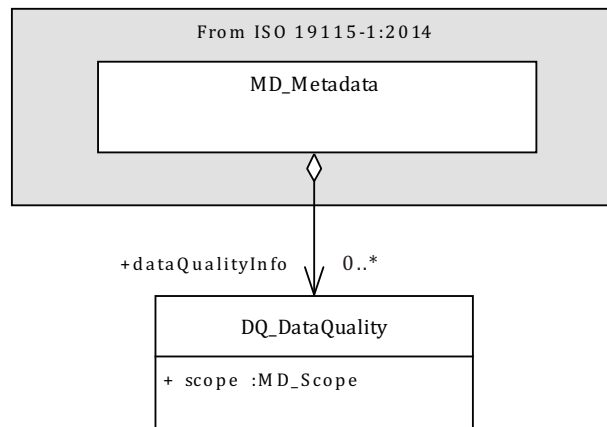 From ISO 19115-1:2014
MD_Metadata
+dataQualityInfo 0..*
DQ_DataQuality
+ scope :MD_Scope